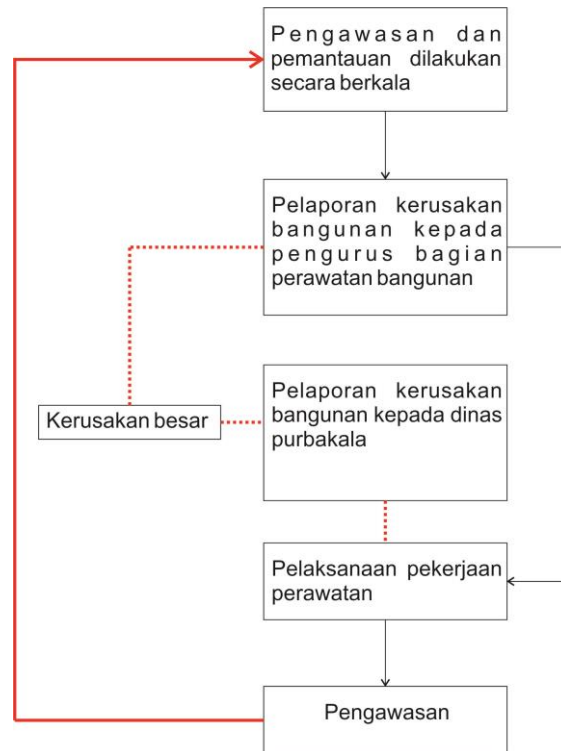 Pengawasan dan
pemantauan dilakukan
secara berkala
Pelaporan kerusakan
bangunan kepada
pengurus bagian
perawatan bangunan
Kerusakan besar
Pelaporan kerusakan
bangunan kepada dinas
purbakala
Pelaksanaan pekerjaan
perawatan
Pengawasan